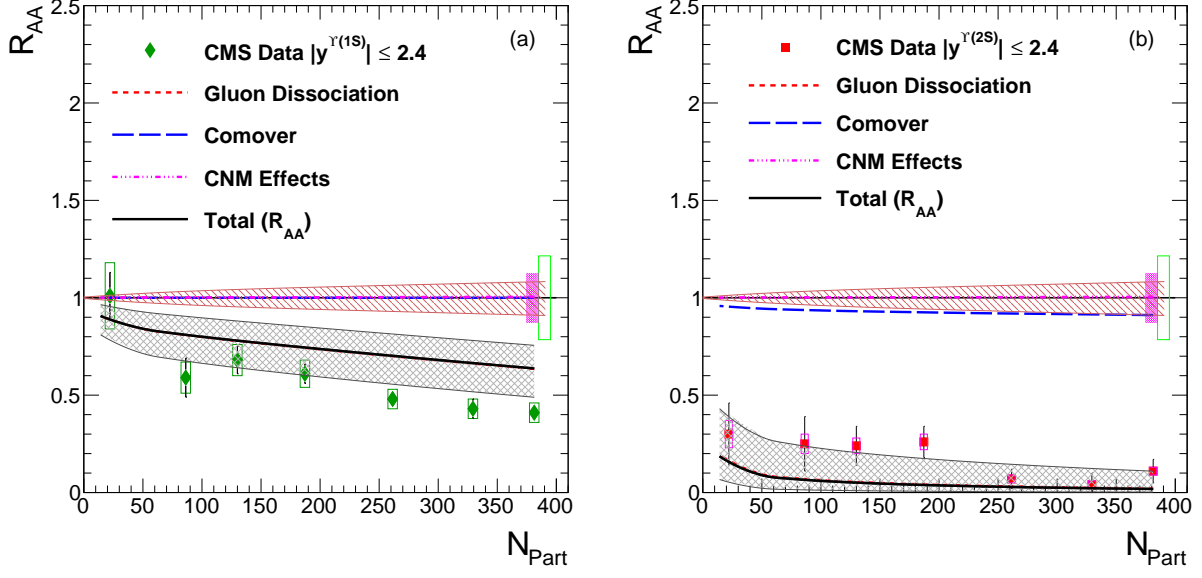 R_AA
2.5
2
1.5
1
0.5
0
(a)
CMS Data |y^ϒ(1S)| ≤ 2.4
Gluon Dissociation
Comover
CNM Effects
Total (R_AA)
0 50 100 150 200 250 300 350 400
N_Part
R_AA
2.5
2
1.5
1
0.5
0
(b)
CMS Data |y^ϒ(2S)| ≤ 2.4
Gluon Dissociation
Comover
CNM Effects
Total (R_AA)
0 50 100 150 200 250 300 350 400
N_Part